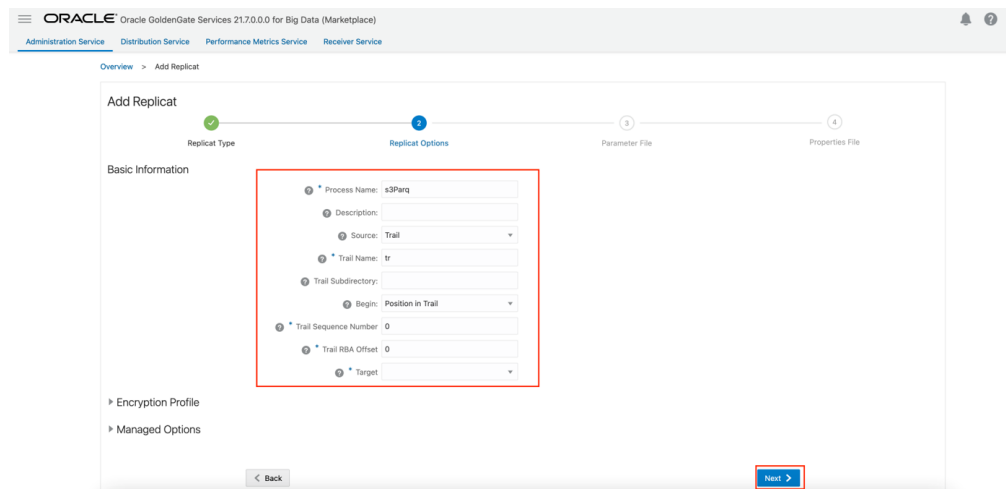 ORACLE® Oracle GoldenGate Services 21.7.0.0.0 for Big Data (Marketplace)
Administration Service Distribution Service Performance Metrics Service Receiver Service
Overview > Add Replicat
Add Replicat
2 3 4
Replicat Type Replicat Options Parameter File Properties File
Basic Information
* Process Name: s3Parq
Description:
Source: Trail
* Trail Name: tr
Trail Subdirectory:
Begin: Position in Trail
* Trail Sequence Number 0
* Trail RBA Offset 0
* Target
Encryption Profile
Managed Options
< Back Next >